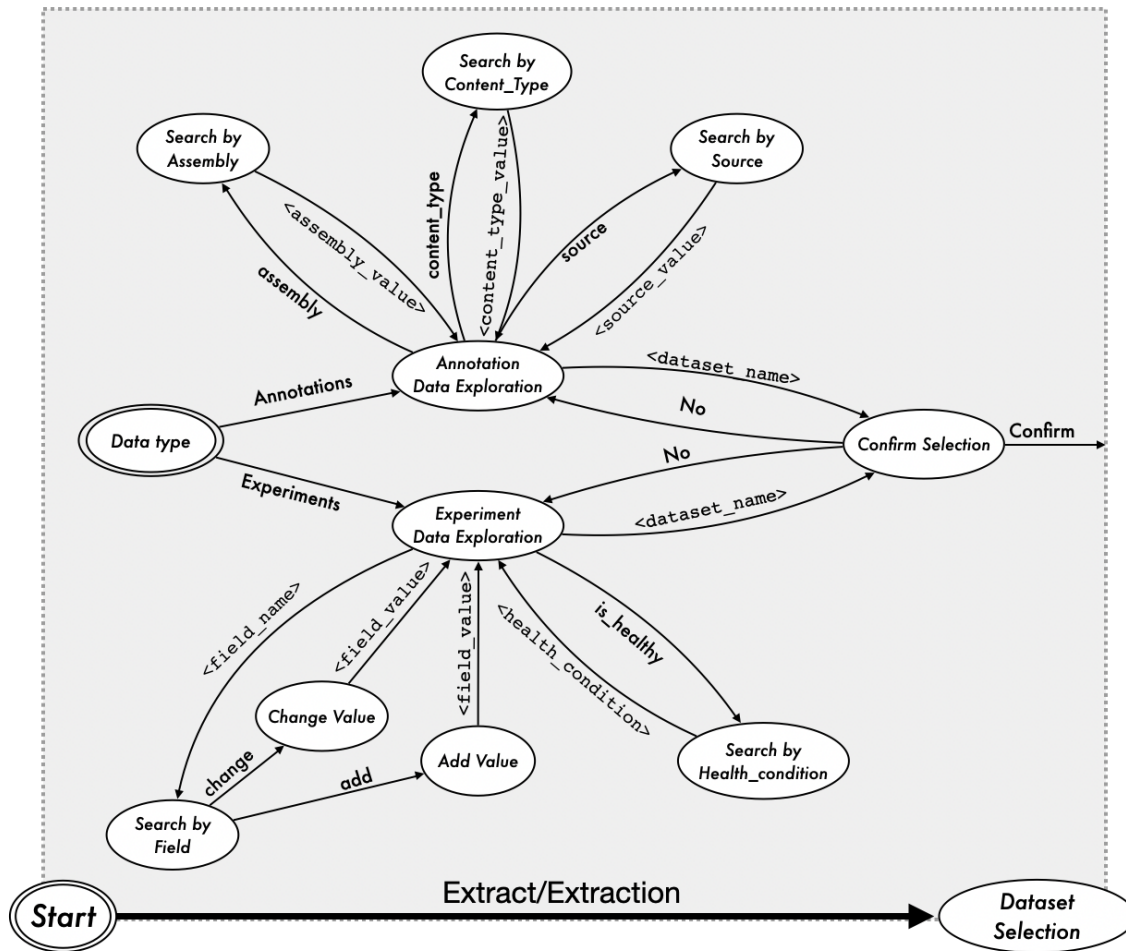 Search by
Content_Type
Search by
Assembly
Search by
Source
<assembly_value>
assembly
content_type
<content_type_value>
source
<source_value>
Annotation
Data Exploration
<dataset_name>
Annotations
No
Data type
Confirm Selection
Confirm
No
Experiments
Experiment
Data Exploration
<dataset_name>
<field_name>
<field_value>
<field_value>
<health_condition>
is_healthy
Change Value
Add Value
Search by
Health_condition
change
add
Search by
Field
Extract/Extraction
Start
Dataset
Selection